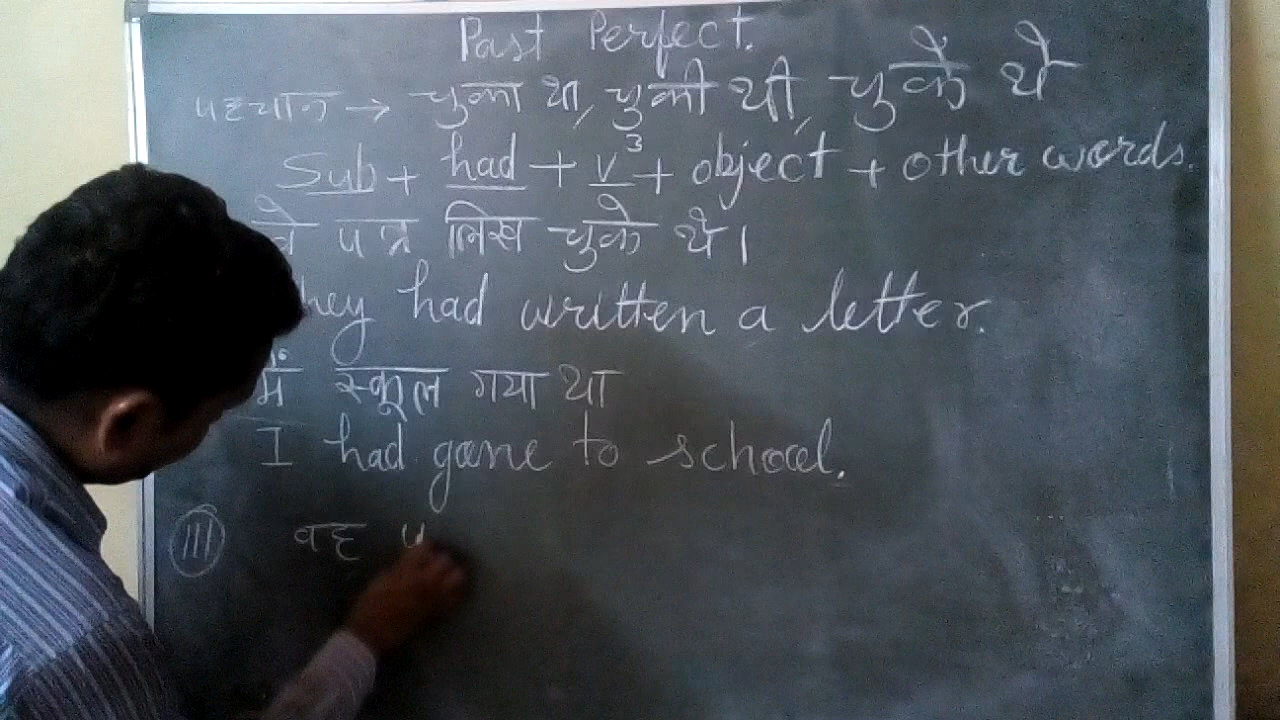 Past Perfect.
पहचान → चुका था, चुकी थी, चुके थे
Sub + had + v³ + object + other words.
वे पत्र लिख चुके थे।
hey had written a letter.
मैं स्कूल गया था
I had gone to school.
III वह